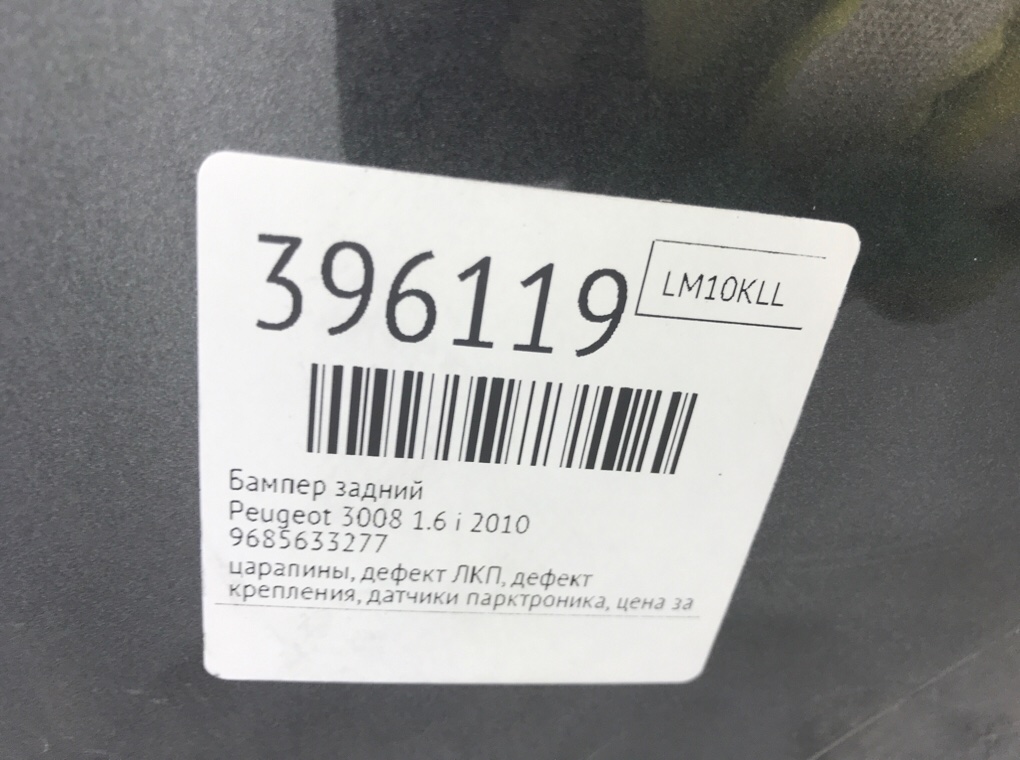 396119
LM10KLL
Бампер задний
Peugeot 3008 1.6 i 2010
9685633277
царапины, дефект ЛКП, дефект
крепления, датчики парктроника, цена за